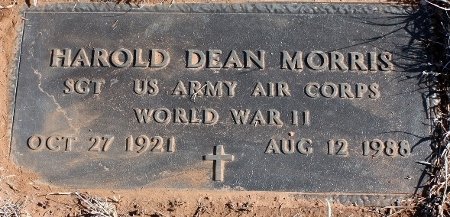 HAROLD DEAN MORRIS
SGT US ARMY AIR CORPS
WORLD WAR II
OCT 27 1921 AUG 12 1988